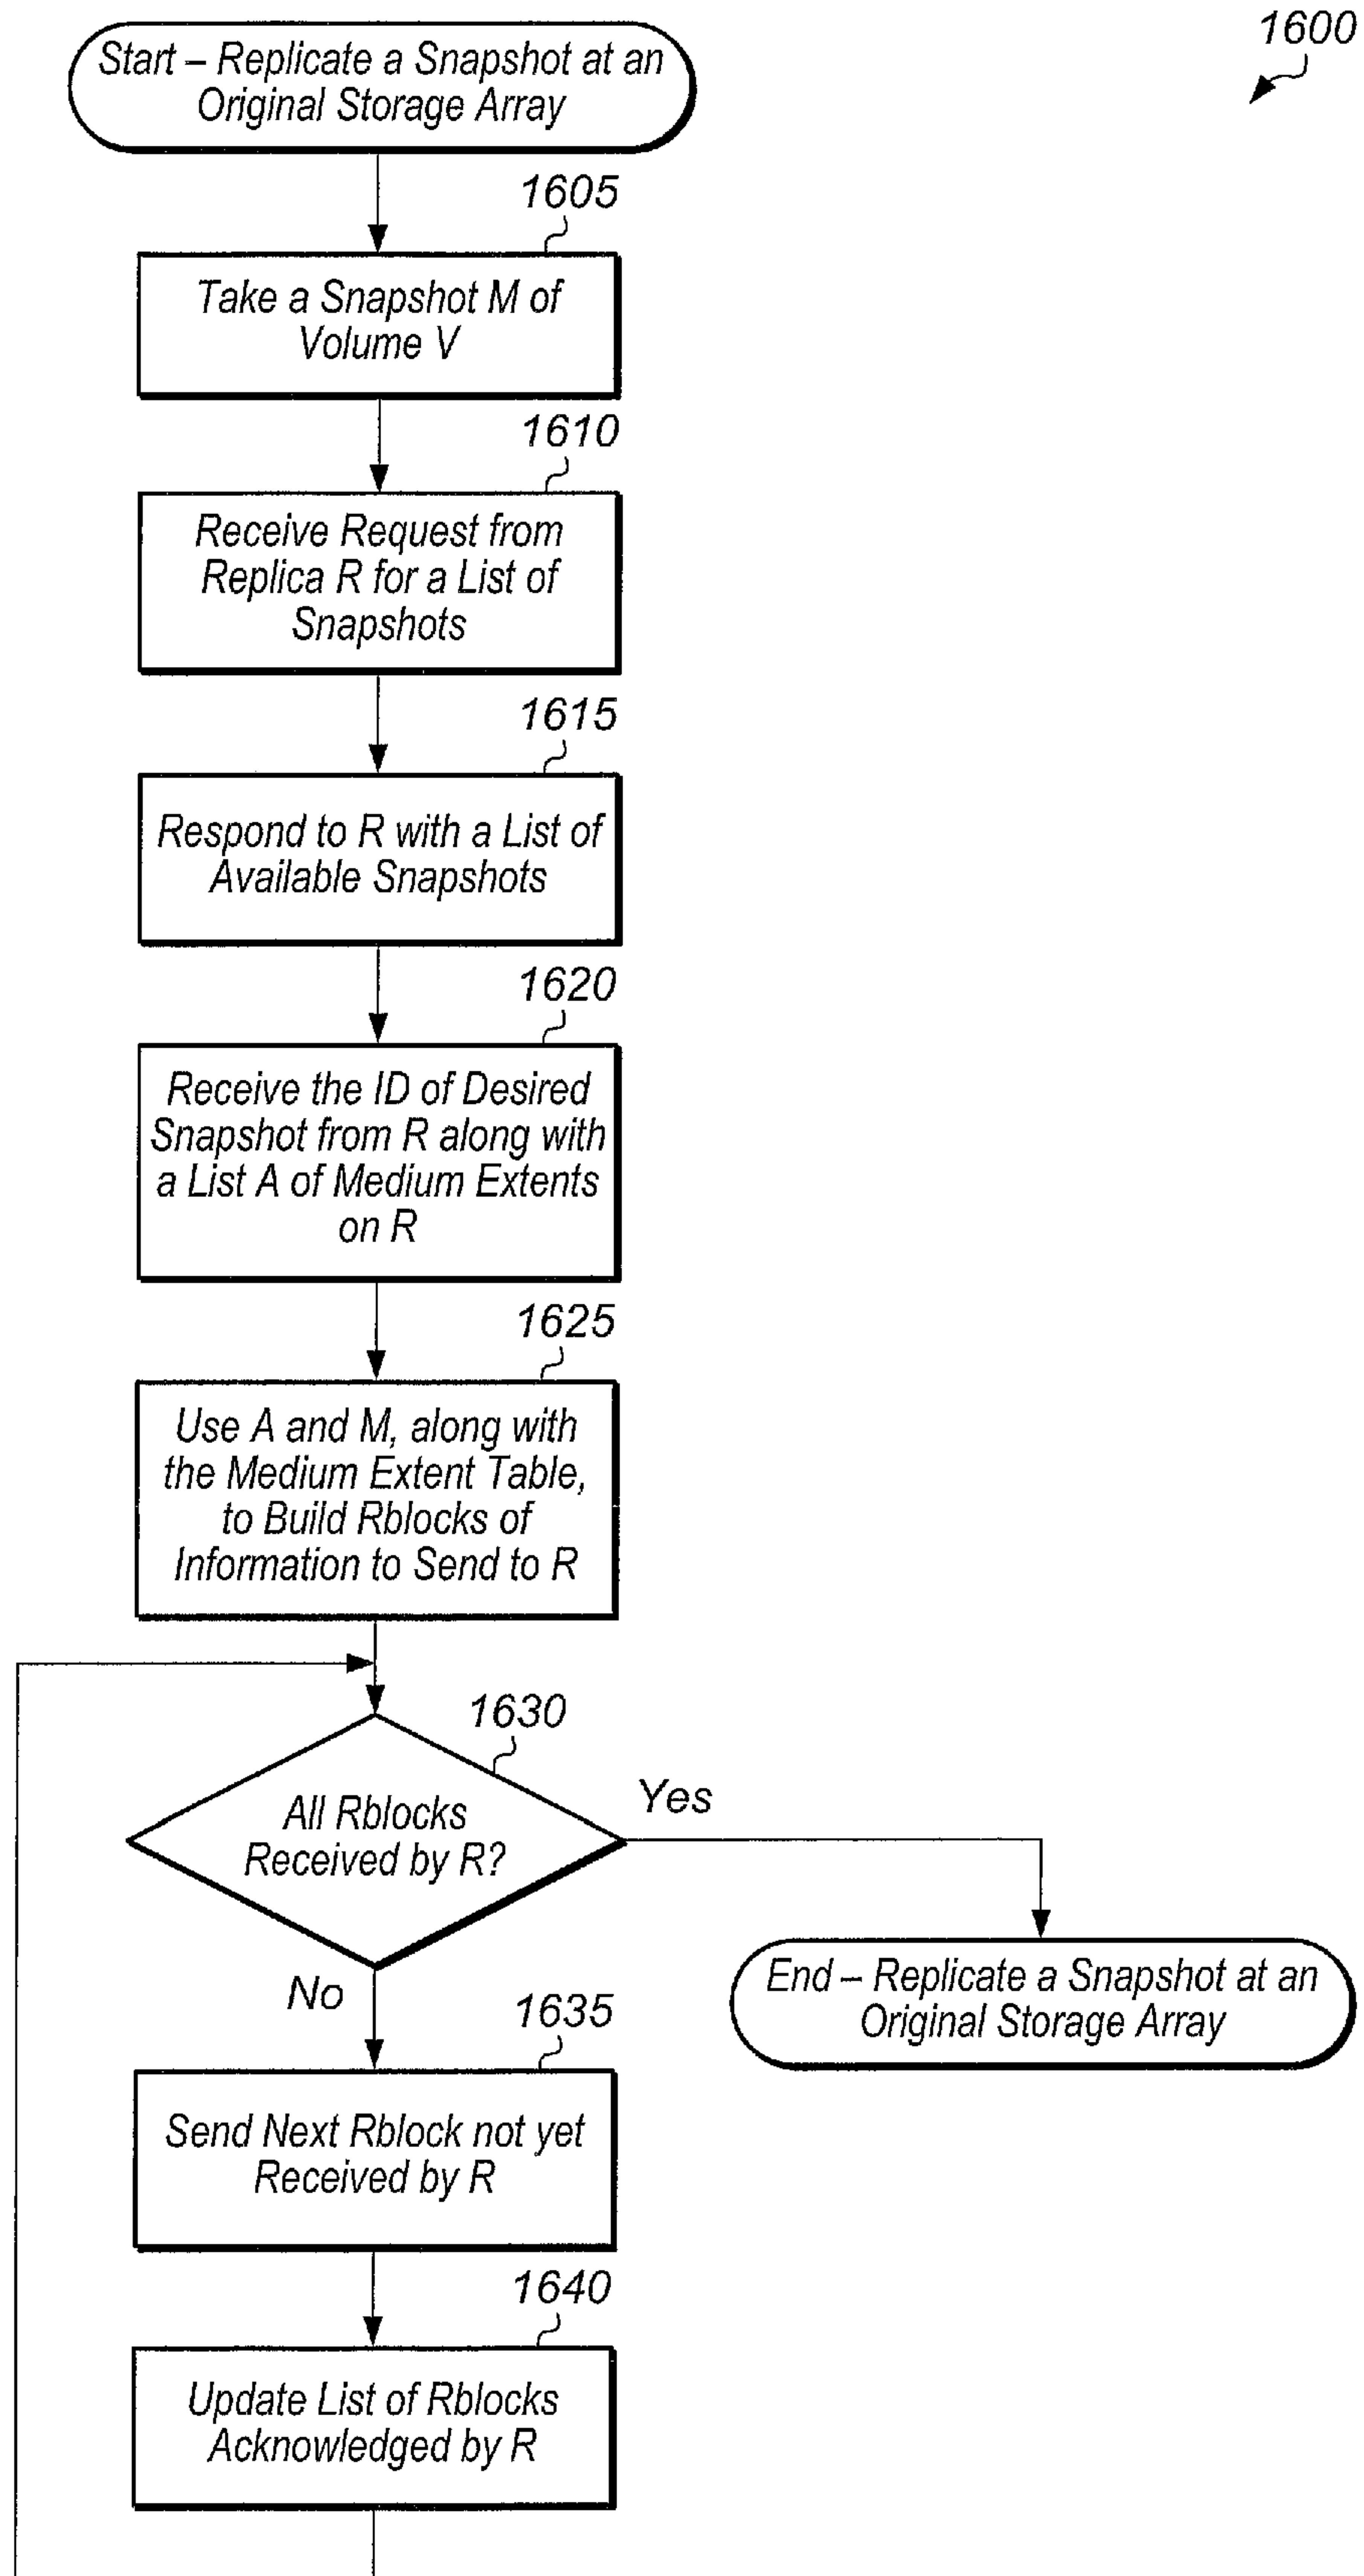 1600
Start – Replicate a Snapshot at an
Original Storage Array
1605
Take a Snapshot M of
Volume V
1610
Receive Request from
Replica R for a List of
Snapshots
1615
Respond to R with a List of
Available Snapshots
1620
Receive the ID of Desired
Snapshot from R along with
a List A of Medium Extents
on R
1625
Use A and M, along with
the Medium Extent Table,
to Build Rblocks of
Information to Send to R
1630
All Rblocks
Received by R?
Yes
No
End – Replicate a Snapshot at an
Original Storage Array
1635
Send Next Rblock not yet
Received by R
1640
Update List of Rblocks
Acknowledged by R